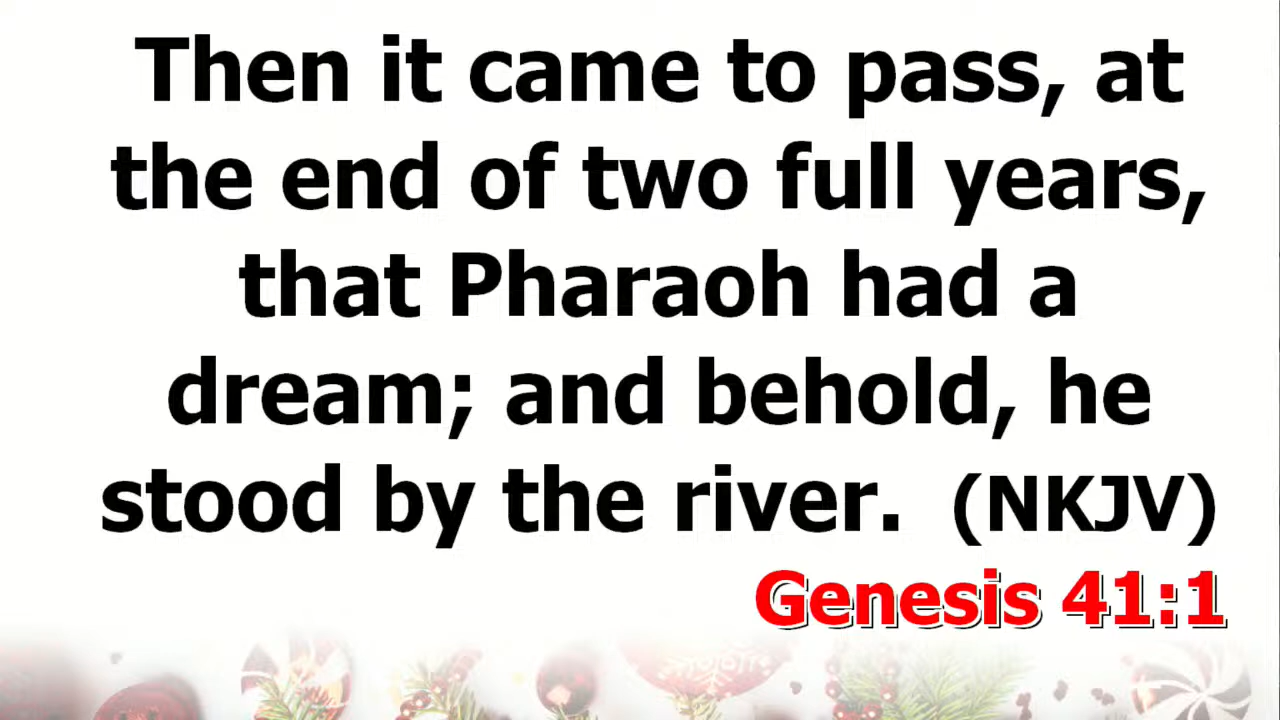 Then it came to pass, at
the end of two full years,
that Pharaoh had a
dream; and behold, he
stood by the river. (NKJV)
Genesis 41:1